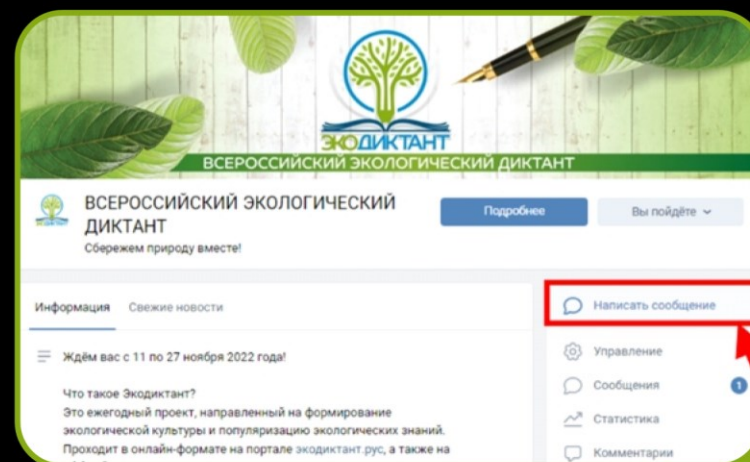 ЭКОДИКТАНТ
ВСЕРОССИЙСКИЙ ЭКОЛОГИЧЕСКИЙ ДИКТАНТ
ВСЕРОССИЙСКИЙ ЭКОЛОГИЧЕСКИЙ
ДИКТАНТ
Сбережем природу вместе!
Подробнее
Вы пойдёте
Информация Свежие новости
Ждём вас с 11 по 27 ноября 2022 года!
Что такое Экодиктант?
Это ежегодный проект, направленный на формирование
экологической культуры и популяризацию экологических знаний.
Проходит в онлайн-формате на портале экодиктант.рус, а также на
Написать сообщение
Управление
Сообщения 1
Статистика
Комментарии